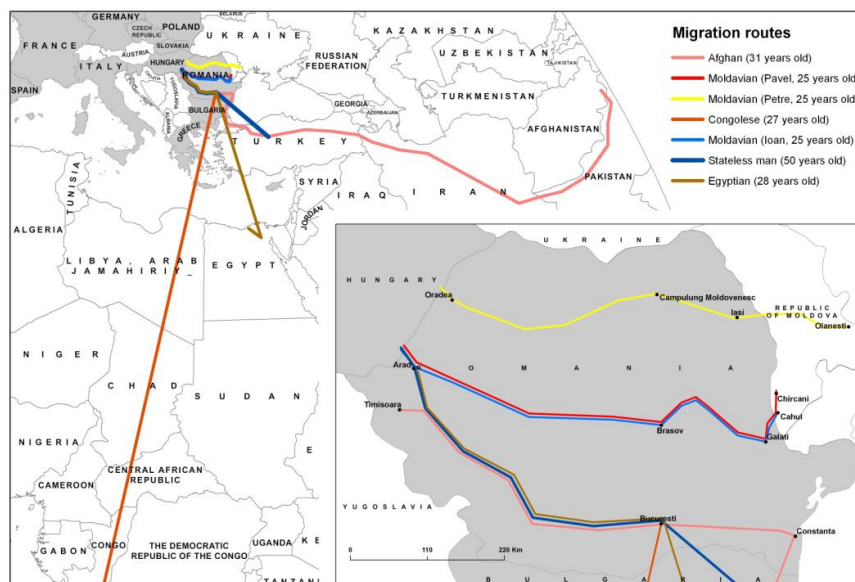 GERMANY
POLAND
BELARUS
CZECH
REPUBLIC
SLOVAKIA
UKRAINE
KAZAKHSTAN
FRANCE
AUSTRIA
HUNGARY
RUSSIAN
FEDERATION
UZBEKISTAN
TAJIKISTAN
ITALY
ROMANIA
SPAIN
BULGARIA
GEORGIA
AZERBAIJAN
TURKMENISTAN
ALBANIA
GREECE
TURKEY
AFGHANISTAN
TUNISIA
SYRIA
IRAQ
IRAN
PAKISTAN
JORDAN
ALGERIA
LIBYA, ARAB
JAMAHIRIY_
EGYPT
NIGER
CHAD
SUDAN
NIGERIA
CENTRAL AFRICAN
REPUBLIC
E
CAMEROON
GABON
CONGO
THE DEMOCRATIC
REPUBLIC OF THE CONGO
UGANDA
KE
TANZANI
Migration routes
Afghan (31 years old)
Moldavian (Pavel, 25 years old)
Moldavian (Petre, 25 years old)
Congolese (27 years old)
Moldavian (Ioan, 25 years old)
Stateless man (50 years old)
Egyptian (28 years old)
UKRAINE
HUNGARY
Oradea
Campulung Moldovenesc
Iasi
REPUBLIC
OF MOLDOVA
Olanesti
Arad
ROMANIA
Timisoara
Chircani
Cahul
Brasov
Galati
YUGOSLAVIA
Bucuresti
Constanta
0 110 220 Km
BULGARIA